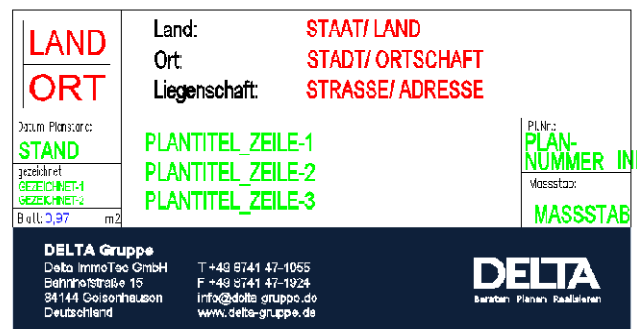 LAND
ORT
Land: STAAT/ LAND
Ort: STADT/ ORTSCHAFT
Liegenschaft: STRASSE/ ADRESSE
Datum Planstand:
STAND
gezeichnet
GEZEICHNET-1
GEZEICHNET-2
Blatt: 0,97 m2
PLANTITEL_ZEILE-1
PLANTITEL_ZEILE-2
PLANTITEL_ZEILE-3
Pl.Nr.:
PLAN-
NUMMER IN
Massstab:
MASSSTAB
DELTA Gruppe
Delta ImmoTec GmbH
Bahnhofstraße 15
84144 Geisenhausen
Deutschland
T +49 8741 47-1055
F +49 8741 47-1924
info@delta-gruppe.de
www.delta-gruppe.de
DELTA
Beraten Planen Realisieren